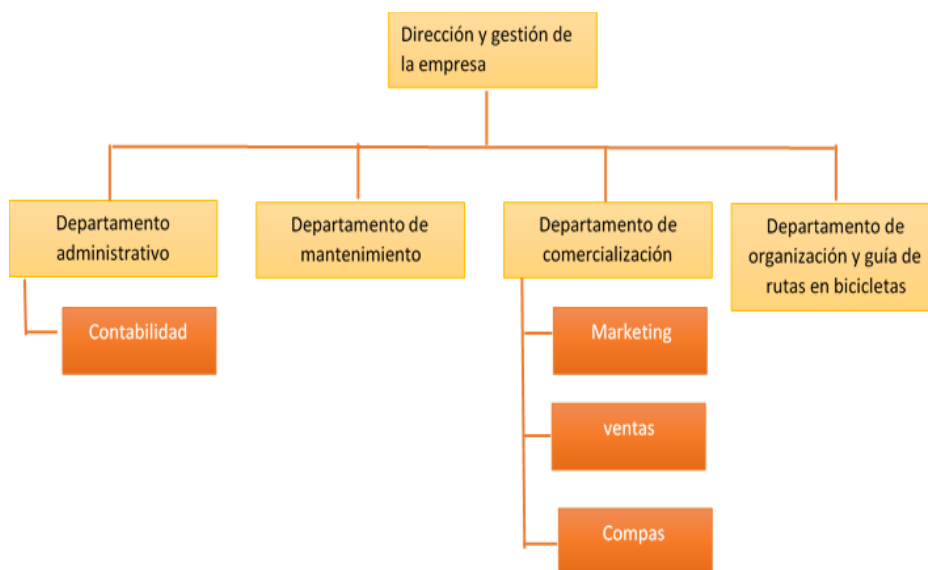 Dirección y gestión de
la empresa
Departamento
administrativo
Departamento de
mantenimiento
Departamento de
comercialización
Departamento de
organización y guía de
rutas en bicicletas
Contabilidad
Marketing
ventas
Compas